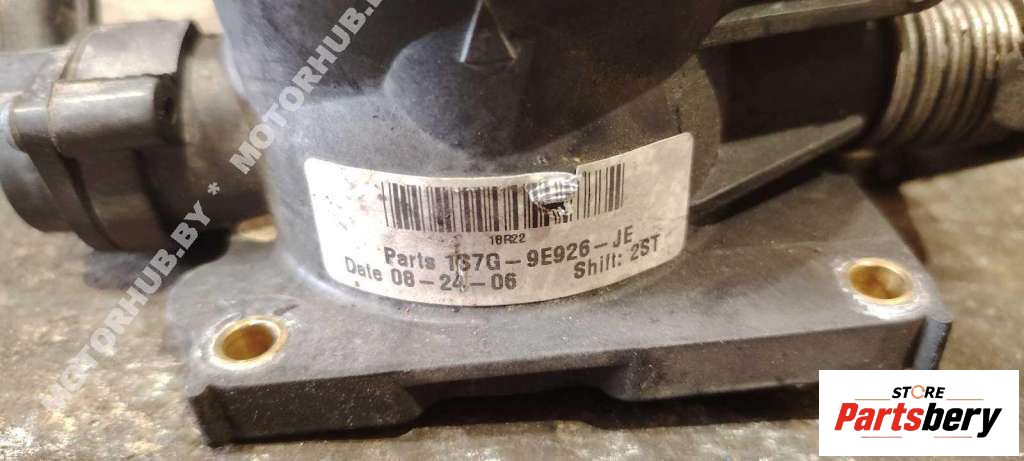 MOTORHUB.BY * MOTORHUB.BY
18R22
Parts 1S7G-9E926-JE
Date 08-24-06 Shift: 2ST
STORE
Partsbery